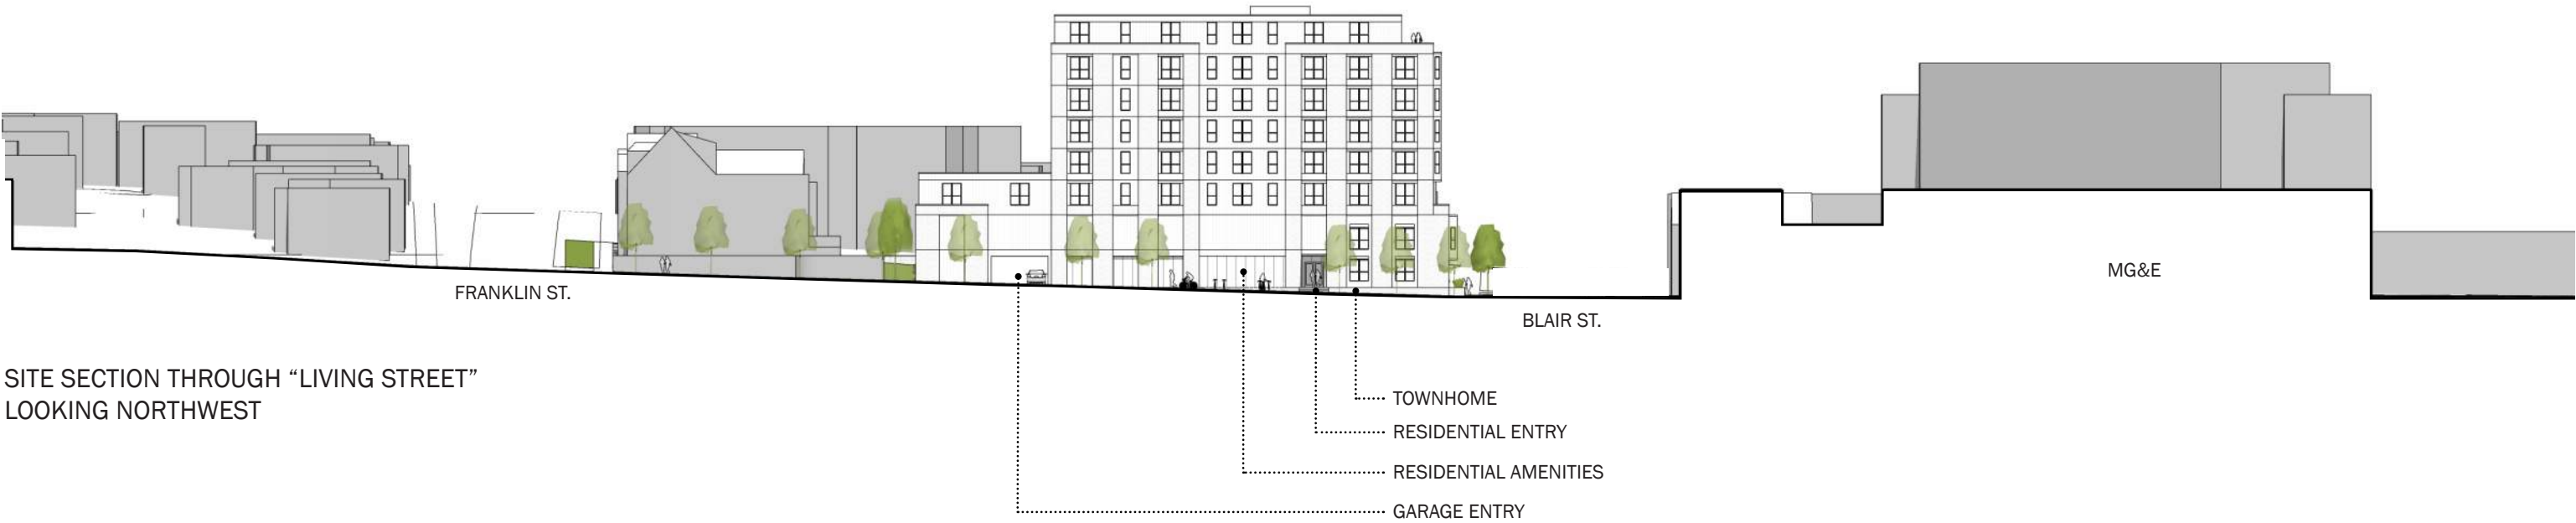 MG&E
FRANKLIN ST.
BLAIR ST.
SITE SECTION THROUGH “LIVING STREET”
LOOKING NORTHWEST
TOWNHOME
RESIDENTIAL ENTRY
RESIDENTIAL AMENITIES
GARAGE ENTRY